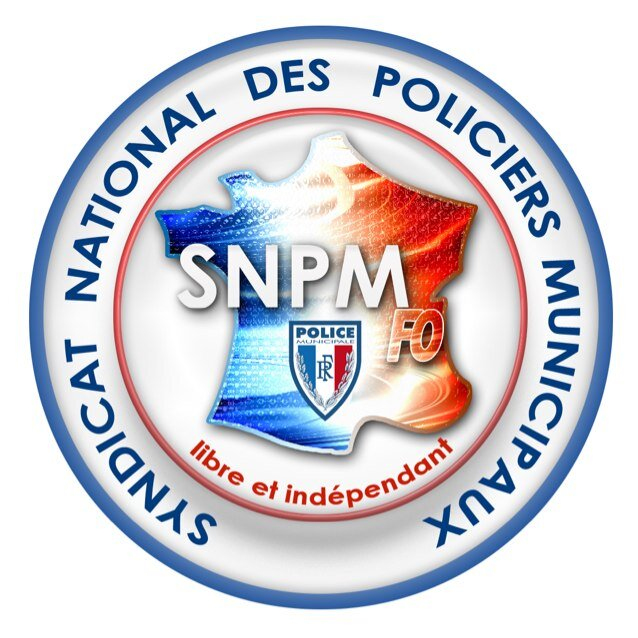 SYNDICAT NATIONAL DES POLICIERS MUNICIPAUX
SNPM
FO
POLICE
MUNICIPALE
RF
libre et indépendant